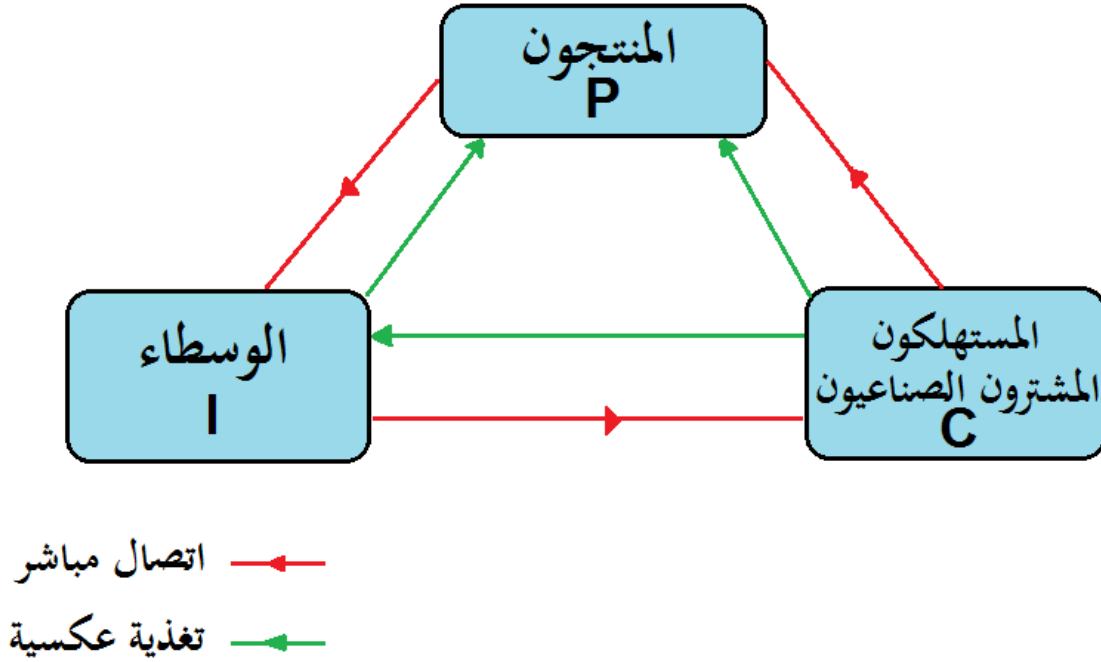 المنتجون
P
الوسطاء
I
المستهلكون
المشترون الصناعيون
C
اتصال مباشر
تغذية عكسية